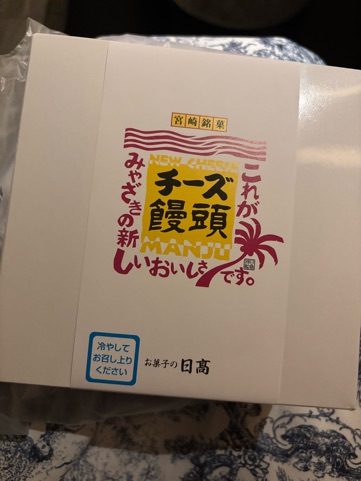 宮崎銘菓
これが
みやざきの新
しいおいしさ
です。
NEW CHEESE
チーズ
饅頭
MANJU
冷やして
お召し上り
ください
お菓子の日高